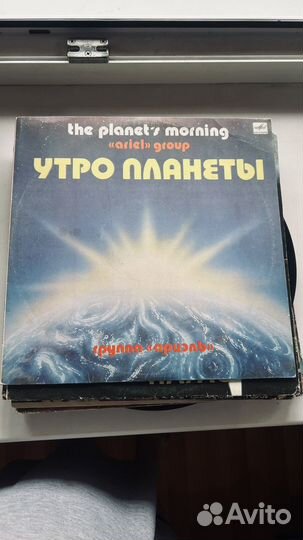 the planet's morning
«ariel» group
УТРО ПЛАНЕТЫ
группа «ариэль»
Avito